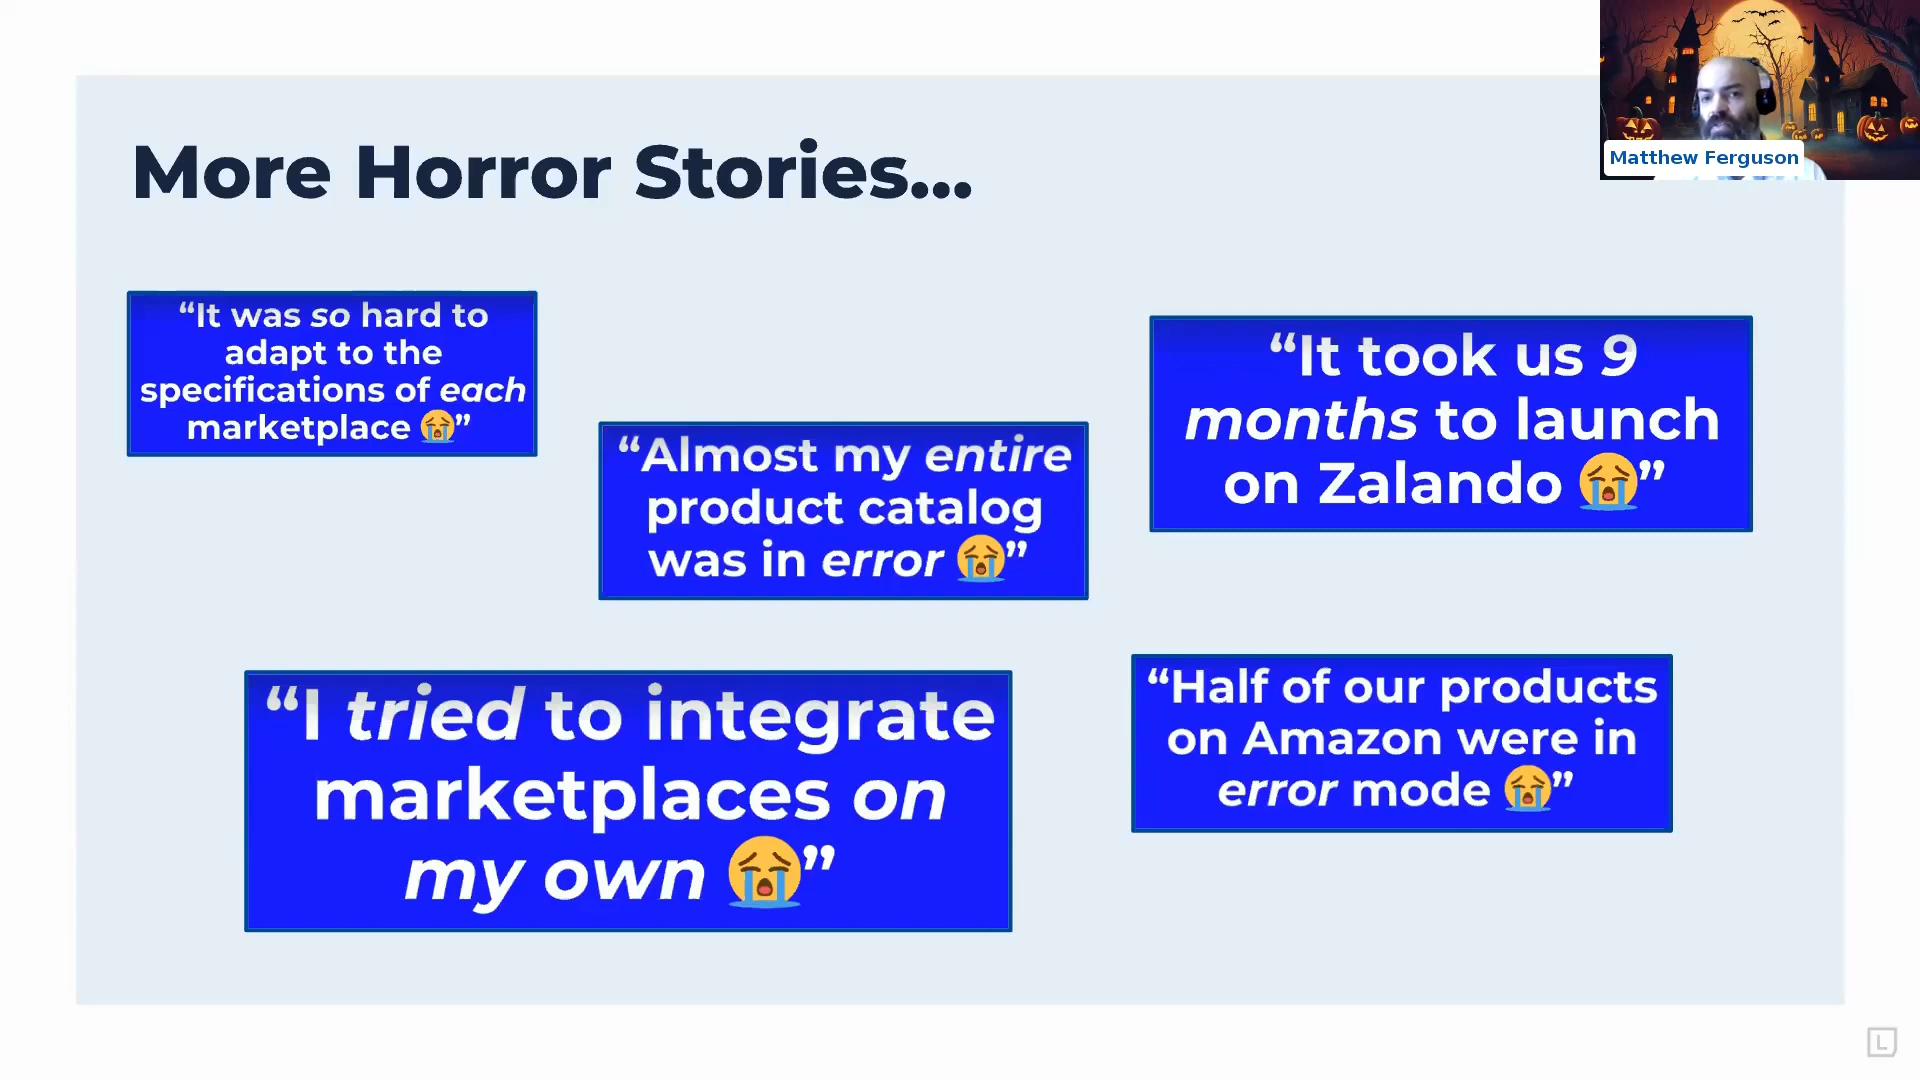 Matthew Ferguson
More Horror Stories...
“It was so hard to
adapt to the
specifications of each
marketplace 😭”
“Almost my entire
product catalog
was in error 😭”
“It took us 9
months to launch
on Zalando 😭”
“I tried to integrate
marketplaces on
my own 😭”
“Half of our products
on Amazon were in
error mode 😭”
L